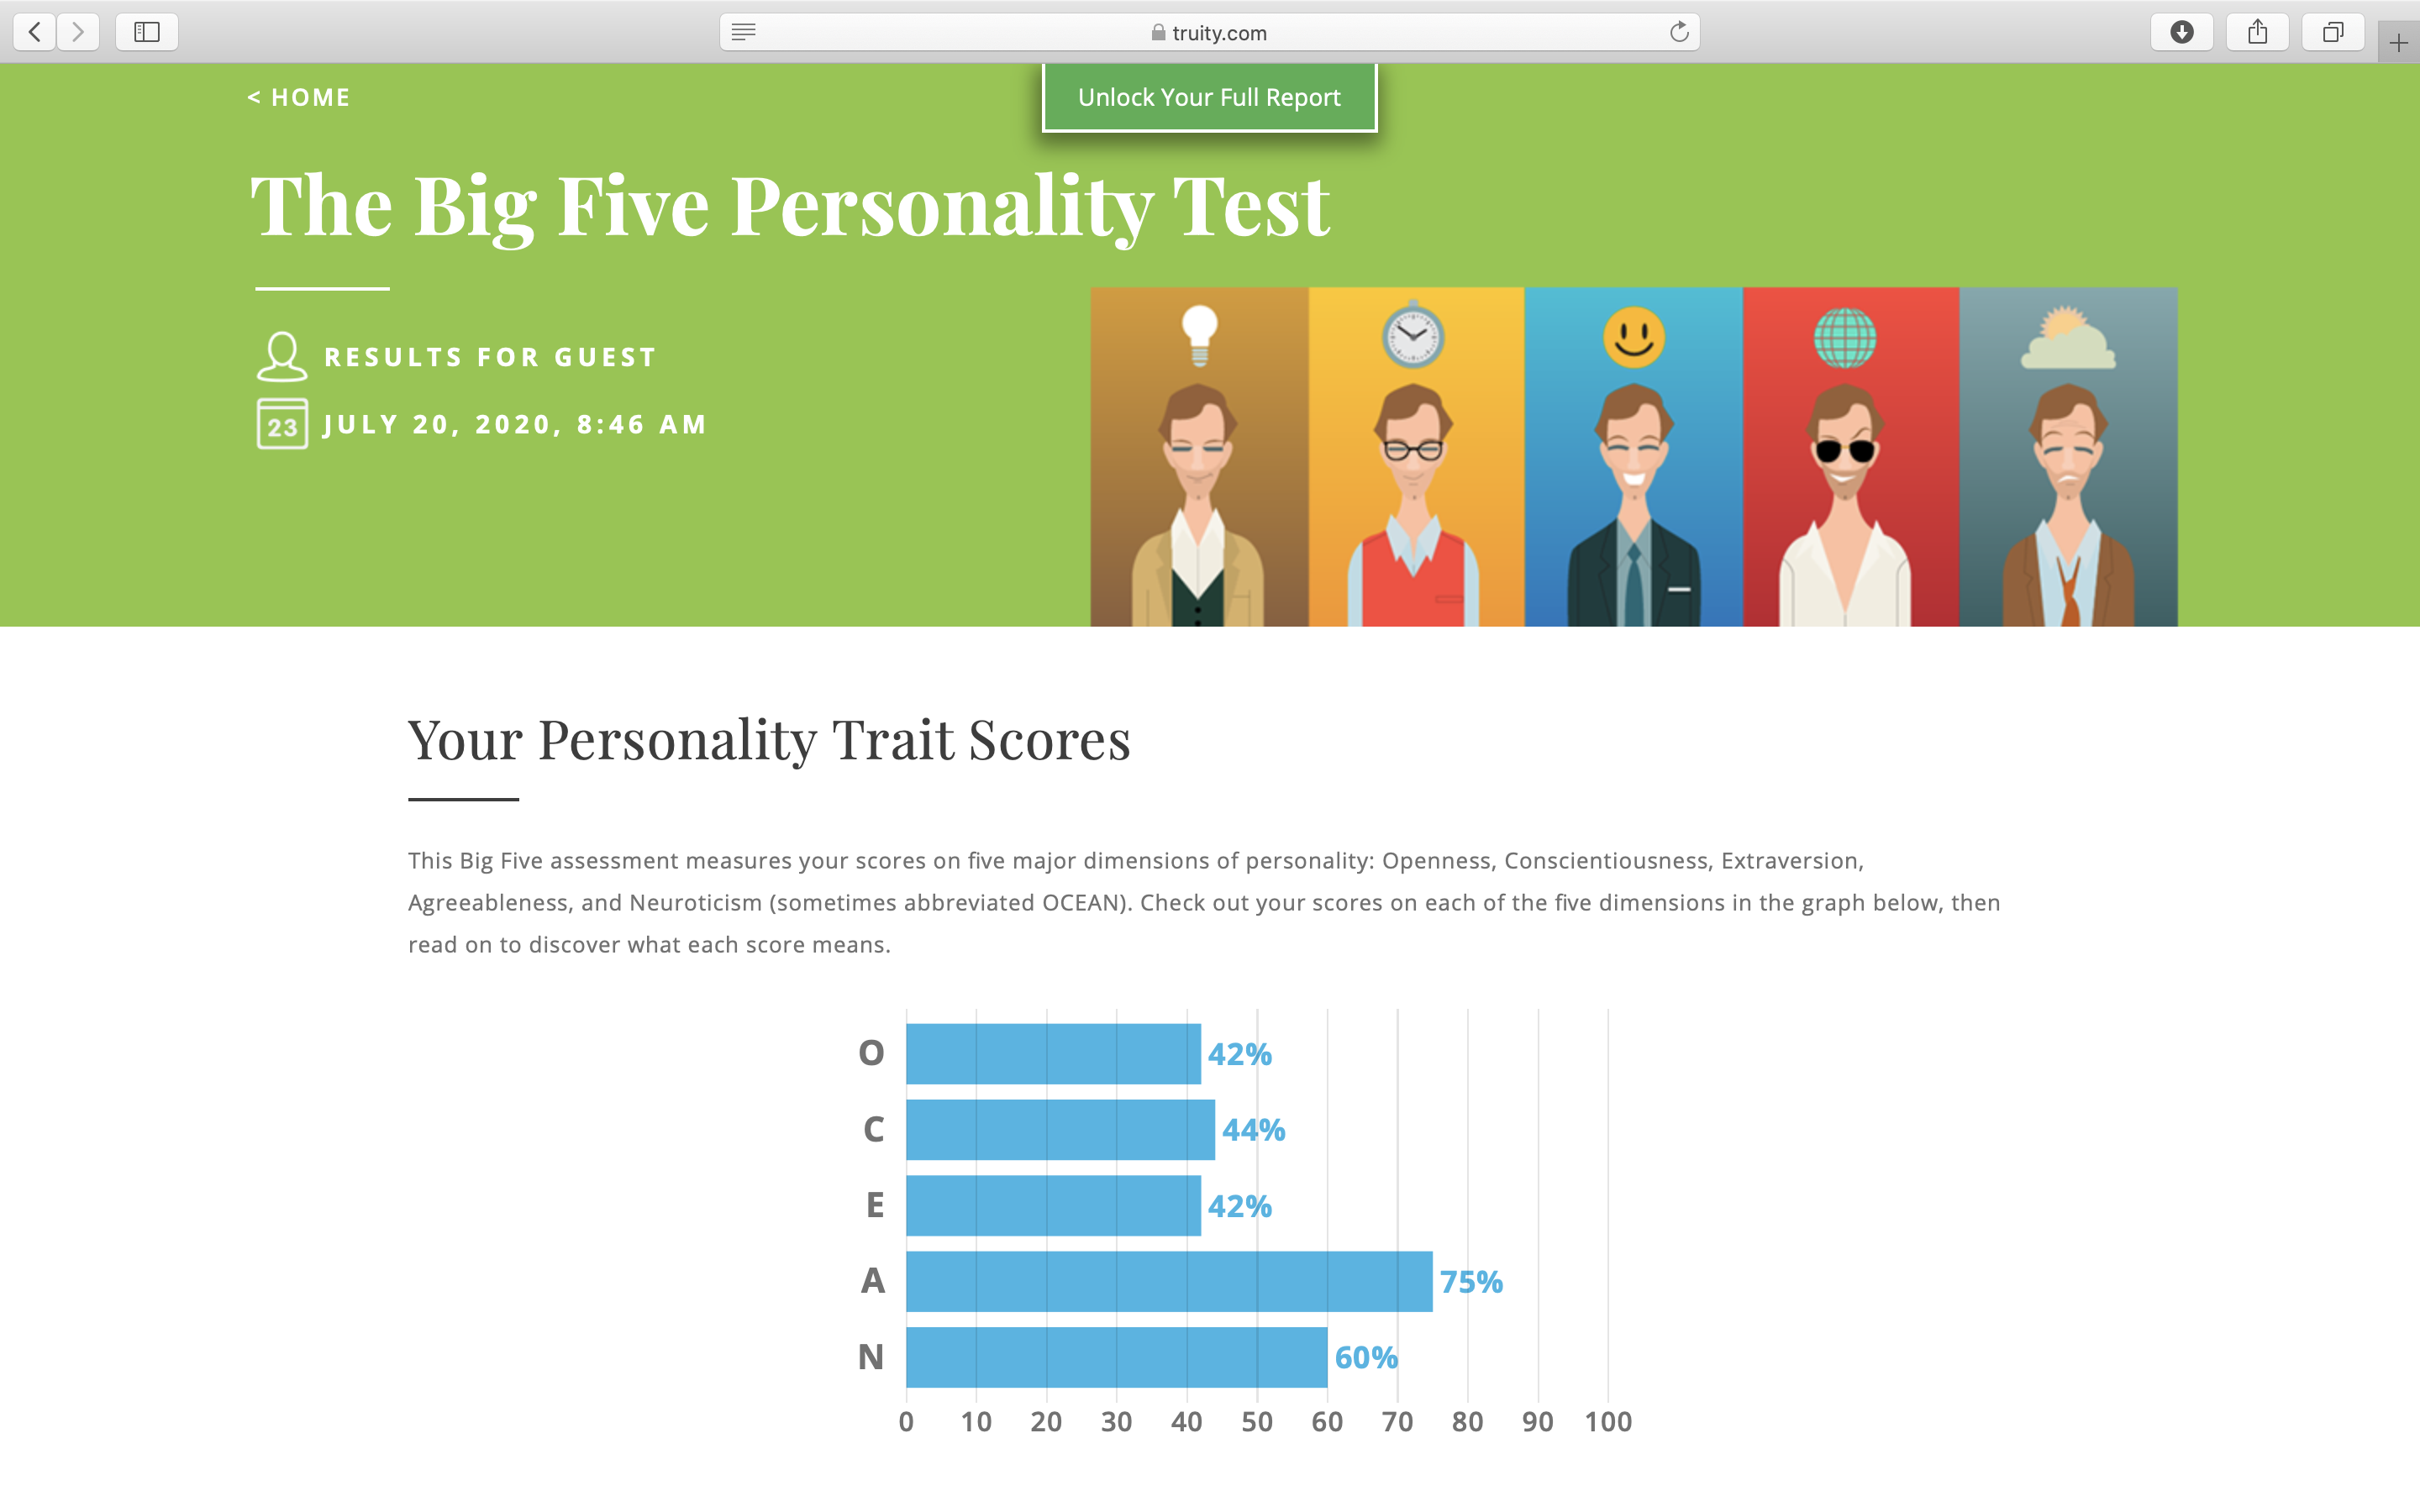 truity.com
< HOME
Unlock Your Full Report
The Big Five Personality Test
RESULTS FOR GUEST
23
JULY 20, 2020, 8:46 AM
Your Personality Trait Scores
This Big Five assessment measures your scores on five major dimensions of personality: Openness, Conscientiousness, Extraversion,
Agreeableness, and Neuroticism (sometimes abbreviated OCEAN). Check out your scores on each of the five dimensions in the graph below, then
read on to discover what each score means.
O 42%
C 44%
E 42%
A 75%
N 60%
0 10 20 30 40 50 60 70 80 90 100